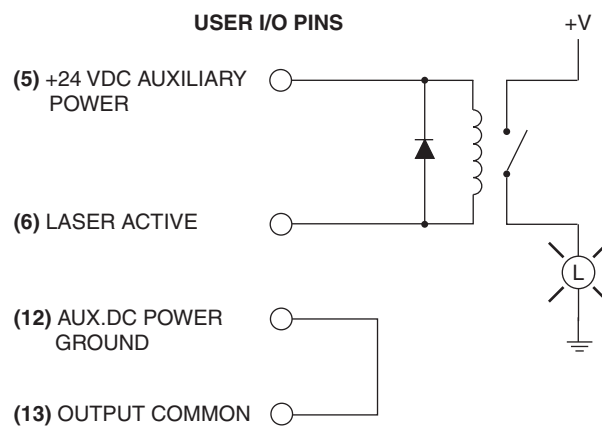 USER I/O PINS
+V
(5) +24 VDC AUXILIARY
POWER
(6) LASER ACTIVE
L
(12) AUX.DC POWER
GROUND
(13) OUTPUT COMMON